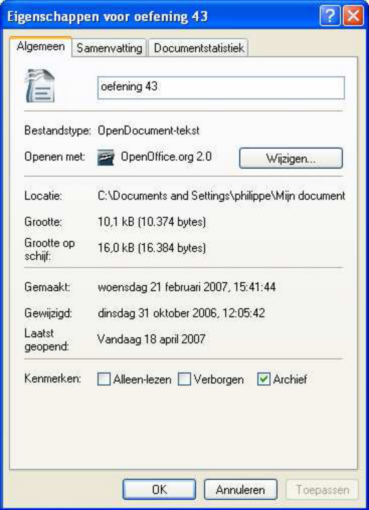 Eigenschappen voor oefening 43
Algemeen Samenvatting Documentstatistiek
oefening 43
Bestandstype: OpenDocument-tekst
Openen met: OpenOffice.org 2.0 Wijzigen...
Locatie: C:\Documents and Settings\philippe\Mijn document
Grootte: 10,1 kB (10.374 bytes)
Grootte op
schijf: 16,0 kB (16.384 bytes)
Gemaakt: woensdag 21 februari 2007, 15:41:44
Gewijzigd: dinsdag 31 oktober 2006, 12:05:42
Laatst
geopend: Vandaag 18 april 2007
Kenmerken: Alleen-lezen Verborgen Archief
OK Annuleren Toepassen